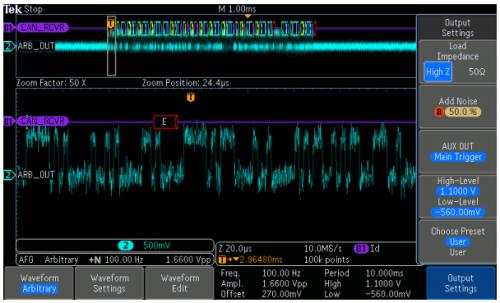 Tek Stop
M 1.00ms
B1 CAN_RCVR
2 ARB_OUT
Zoom Factor: 50 X
Zoom Position: 24.4µs
T
B1 CAN_RCVR
E
2 ARB_OUT
2 500mV
Z 20.0µs
10.0MS/s
B1 Id
AFG Arbitrary
100.00 Hz
1.6600 Vpp
T 2.96480ms
100k points
Output
Settings
Load
Impedance
High Z 50Ω
Add Noise
a 50.0 %
AUX OUT
Main Trigger
High-Level
1.1000 V
Low-Level
-560.00mV
Choose Preset
User
User
Waveform
Arbitrary
Waveform
Settings
Waveform
Edit
Freq. 100.00 Hz Period 10.000ms
Ampl. 1.6600 Vpp High 1.1000 V
Offset 270.00mV Low -560.00mV
Output
Settings